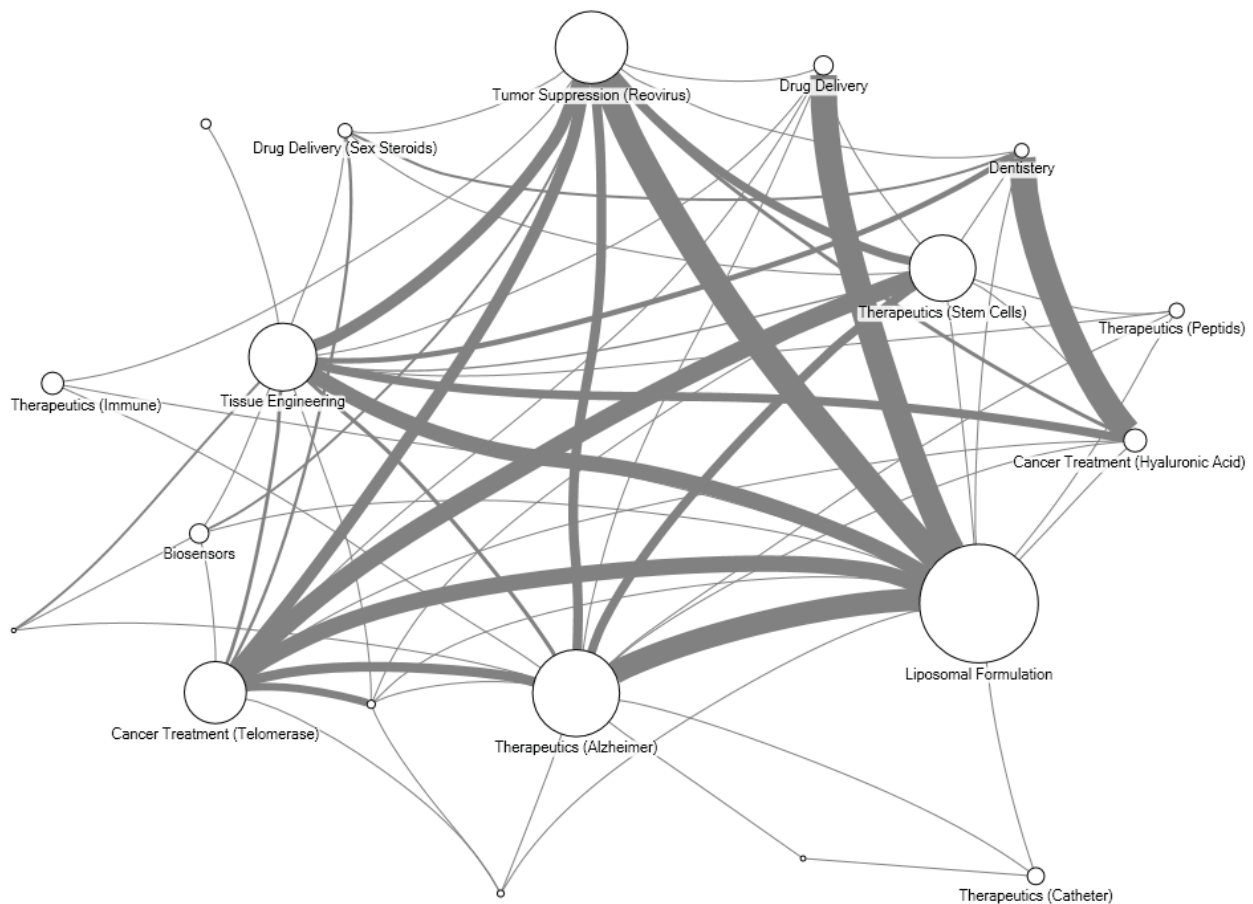 Tumor Suppression (Reovirus)
Drug Delivery
Drug Delivery (Sex Steroids)
Dentistery
Therapeutics (Stem Cells)
Therapeutics (Peptids)
Tissue Engineering
Therapeutics (Immune)
Cancer Treatment (Hyaluronic Acid)
Biosensors
Liposomal Formulation
Cancer Treatment (Telomerase)
Therapeutics (Alzheimer)
Therapeutics (Catheter)